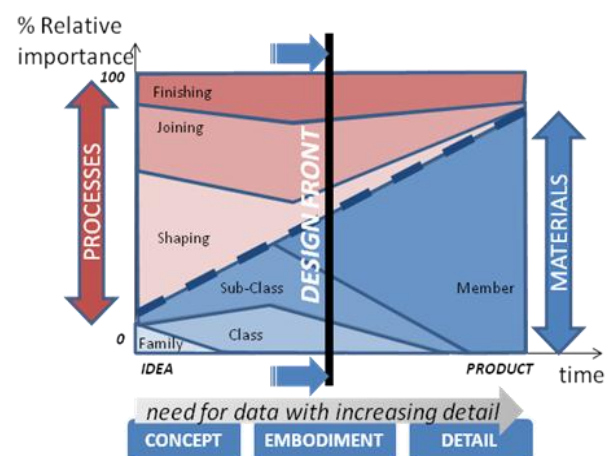 % Relative
importance
100
Finishing
Joining
PROCESSES
DESIGN FRONT
MATERIALS
Shaping
Sub-Class
Member
Class
0
Family
IDEA
PRODUCT
time
need for data with increasing detail
CONCEPT
EMBODIMENT
DETAIL